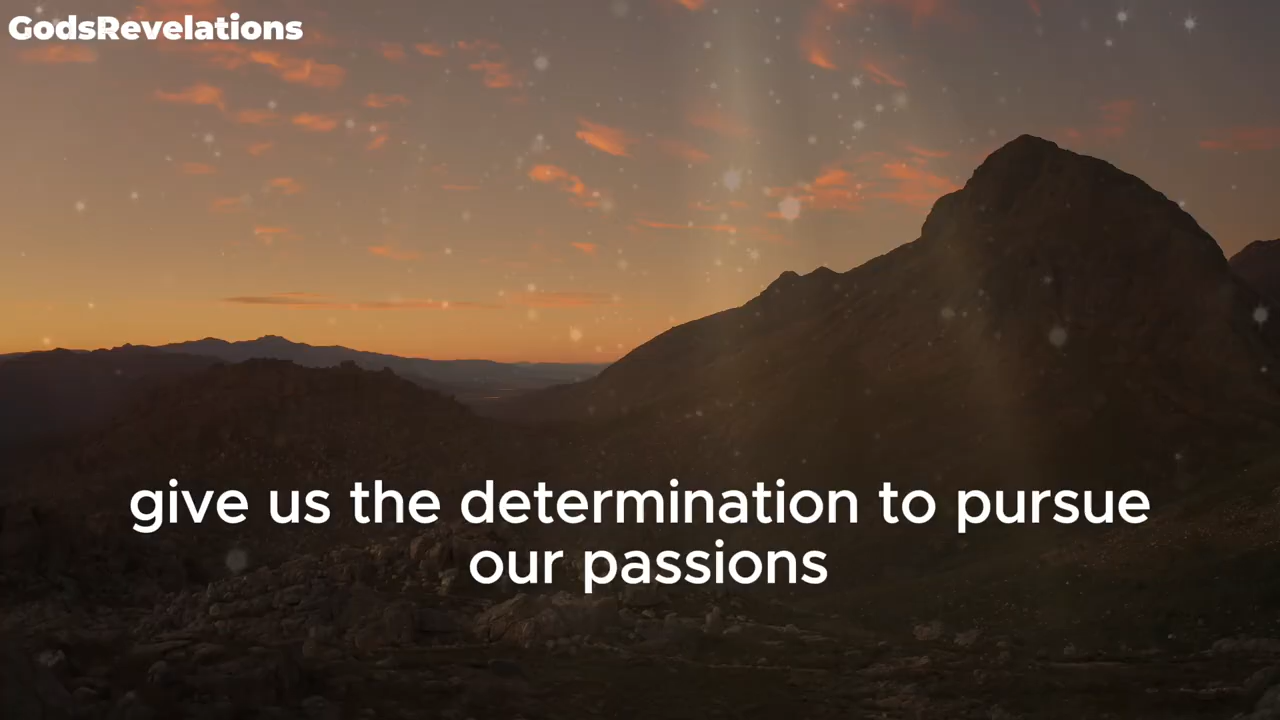 GodsRevelations
give us the determination to pursue
our passions